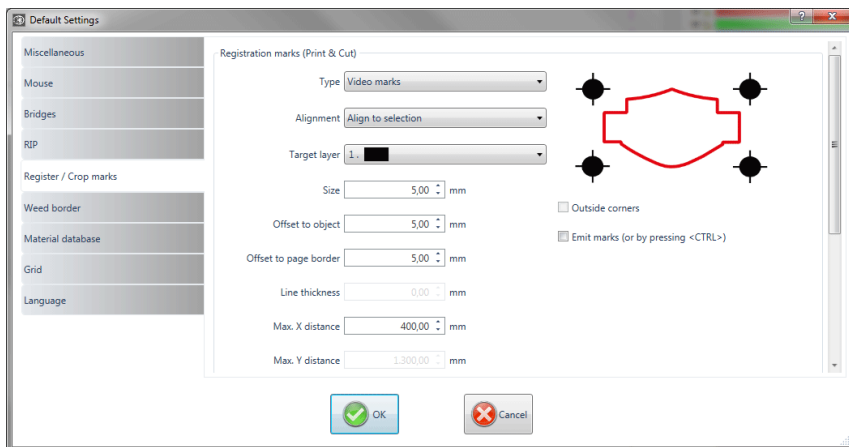 Default Settings
?
X
Miscellaneous
Mouse
Bridges
RIP
Register / Crop marks
Weed border
Material database
Grid
Language
Registration marks (Print & Cut)
Type Video marks
Alignment Align to selection
Target layer 1 .
Size 5,00 mm
Offset to object 5,00 mm
Offset to page border 5,00 mm
Line thickness 0,00 mm
Max. X distance 400,00 mm
Max. Y distance 1.300,00 mm
Outside corners
Emit marks (or by pressing <CTRL>)
OK
Cancel